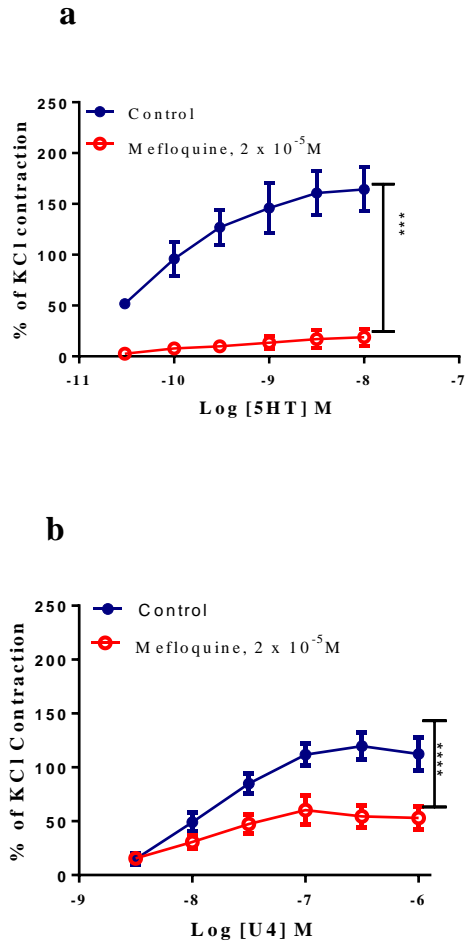 a
% of KCl contraction
250
200
150
100
50
0
Control
Mefloquine, 2 x 10-5M
***
-11 -10 -9 -8 -7
Log [5HT] M
b
% of KCl Contraction
250
200
150
100
50
0
Control
Mefloquine, 2 x 10-5M
****
-9 -8 -7 -6
Log [U4] M